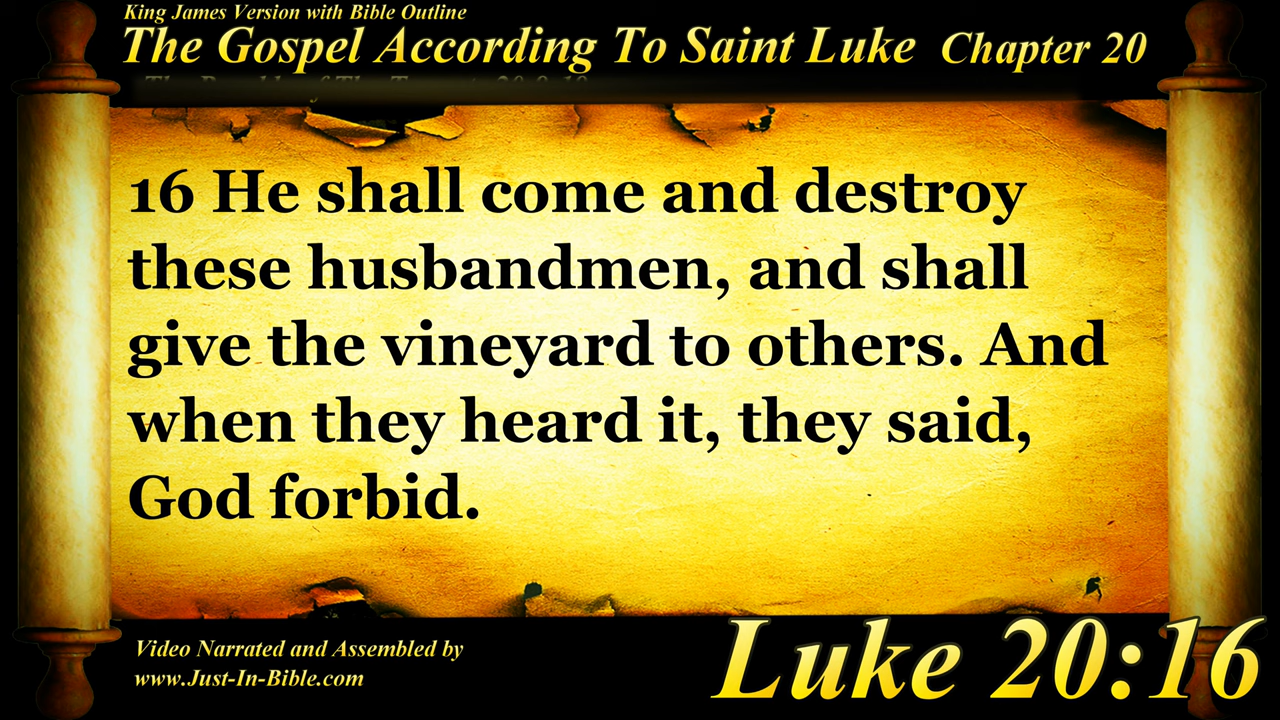 King James Version with Bible Outline
The Gospel According To Saint Luke Chapter 20
16 He shall come and destroy
these husbandmen, and shall
give the vineyard to others. And
when they heard it, they said,
God forbid.
Video Narrated and Assembled by
www.Just-In-Bible.com
Luke 20:16